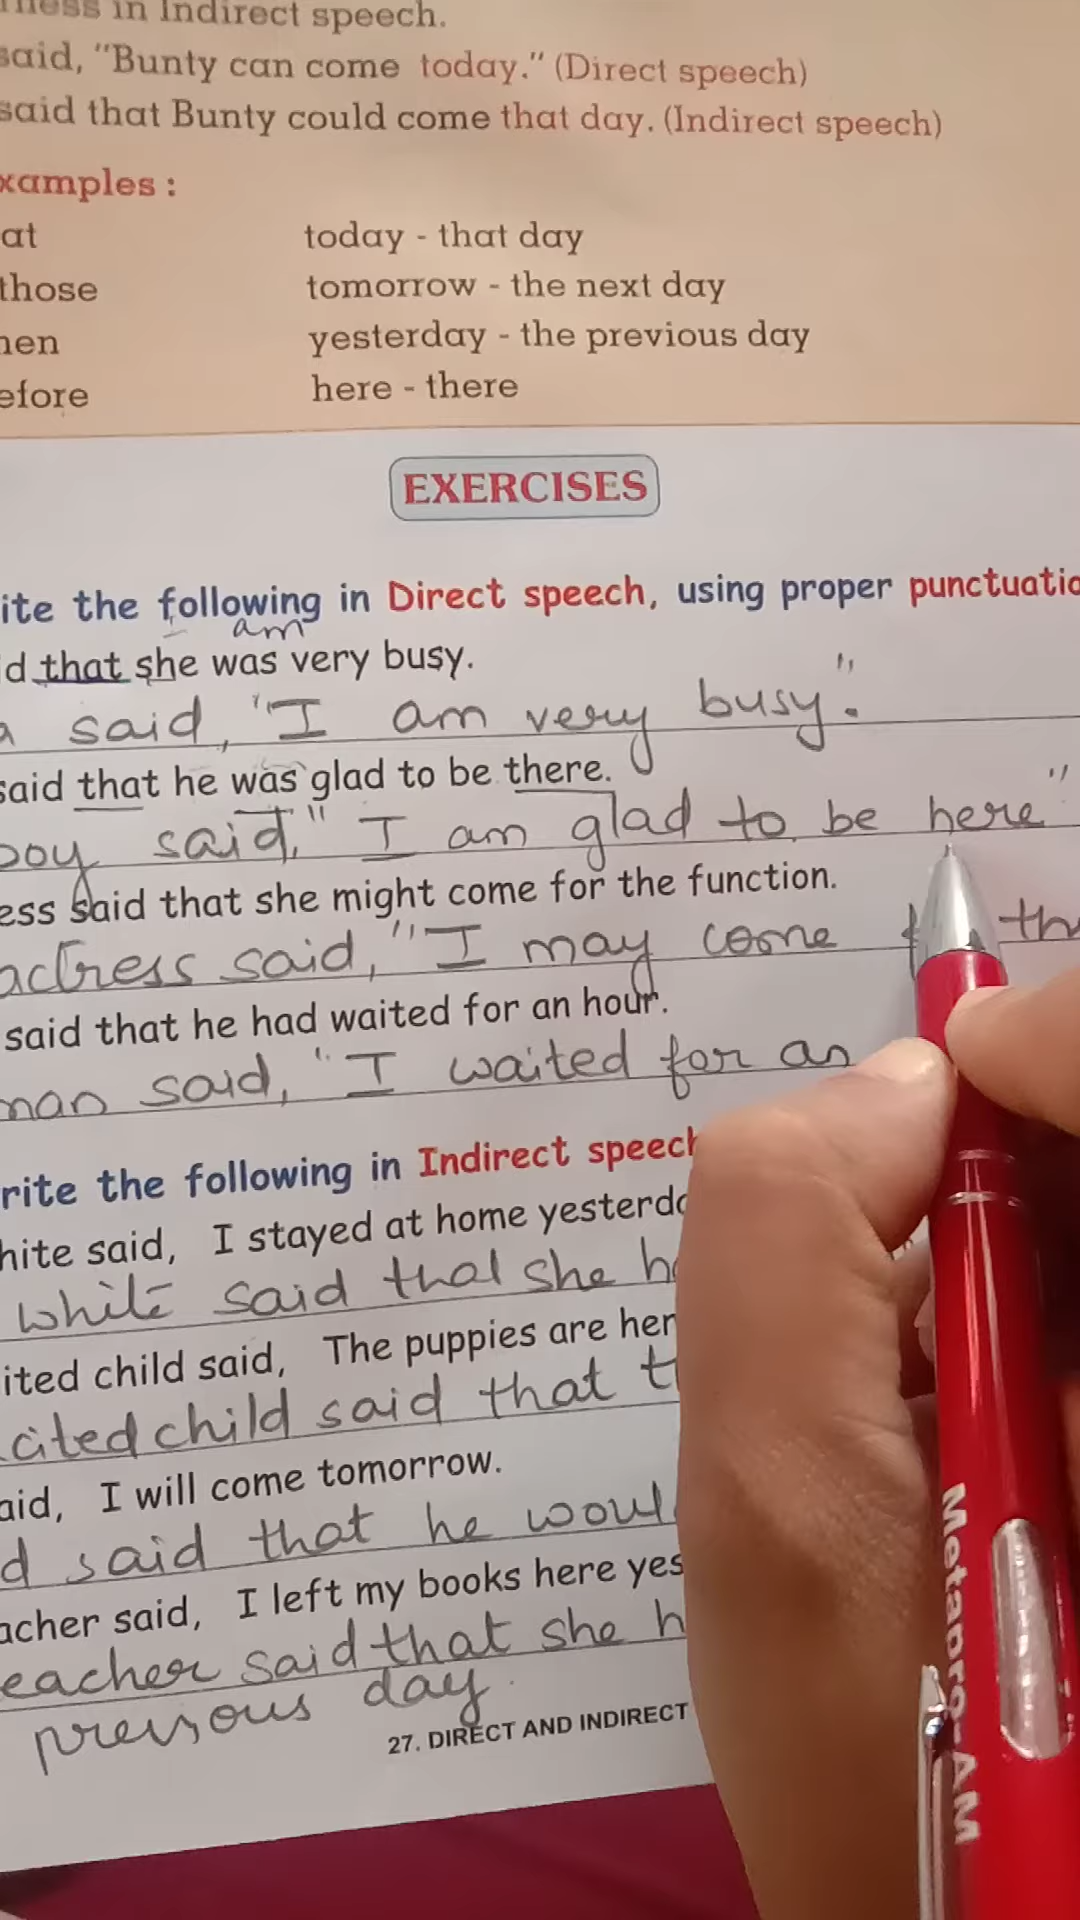 ness in Indirect speech.
said, "Bunty can come today." (Direct speech)
said that Bunty could come that day. (Indirect speech)
xamples :
at today - that day
those tomorrow - the next day
hen yesterday - the previous day
efore here - there
EXERCISES
ite the following in Direct speech, using proper punctuatio
am
d that she was very busy.
a said, "I am very busy."
said that he was glad to be there.
boy said, "I am glad to be here"
ess said that she might come for the function.
actress said, "I may come f th
said that he had waited for an hour.
man said, "I waited for an
rite the following in Indirect speech
hite said, I stayed at home yesterda
white said that she h
ited child said, The puppies are her
cited child said that t
aid, I will come tomorrow.
d said that he woul
acher said, I left my books here yes
eacher said that she h
previous day.
27. DIRECT AND INDIRECT
Metapro-AM